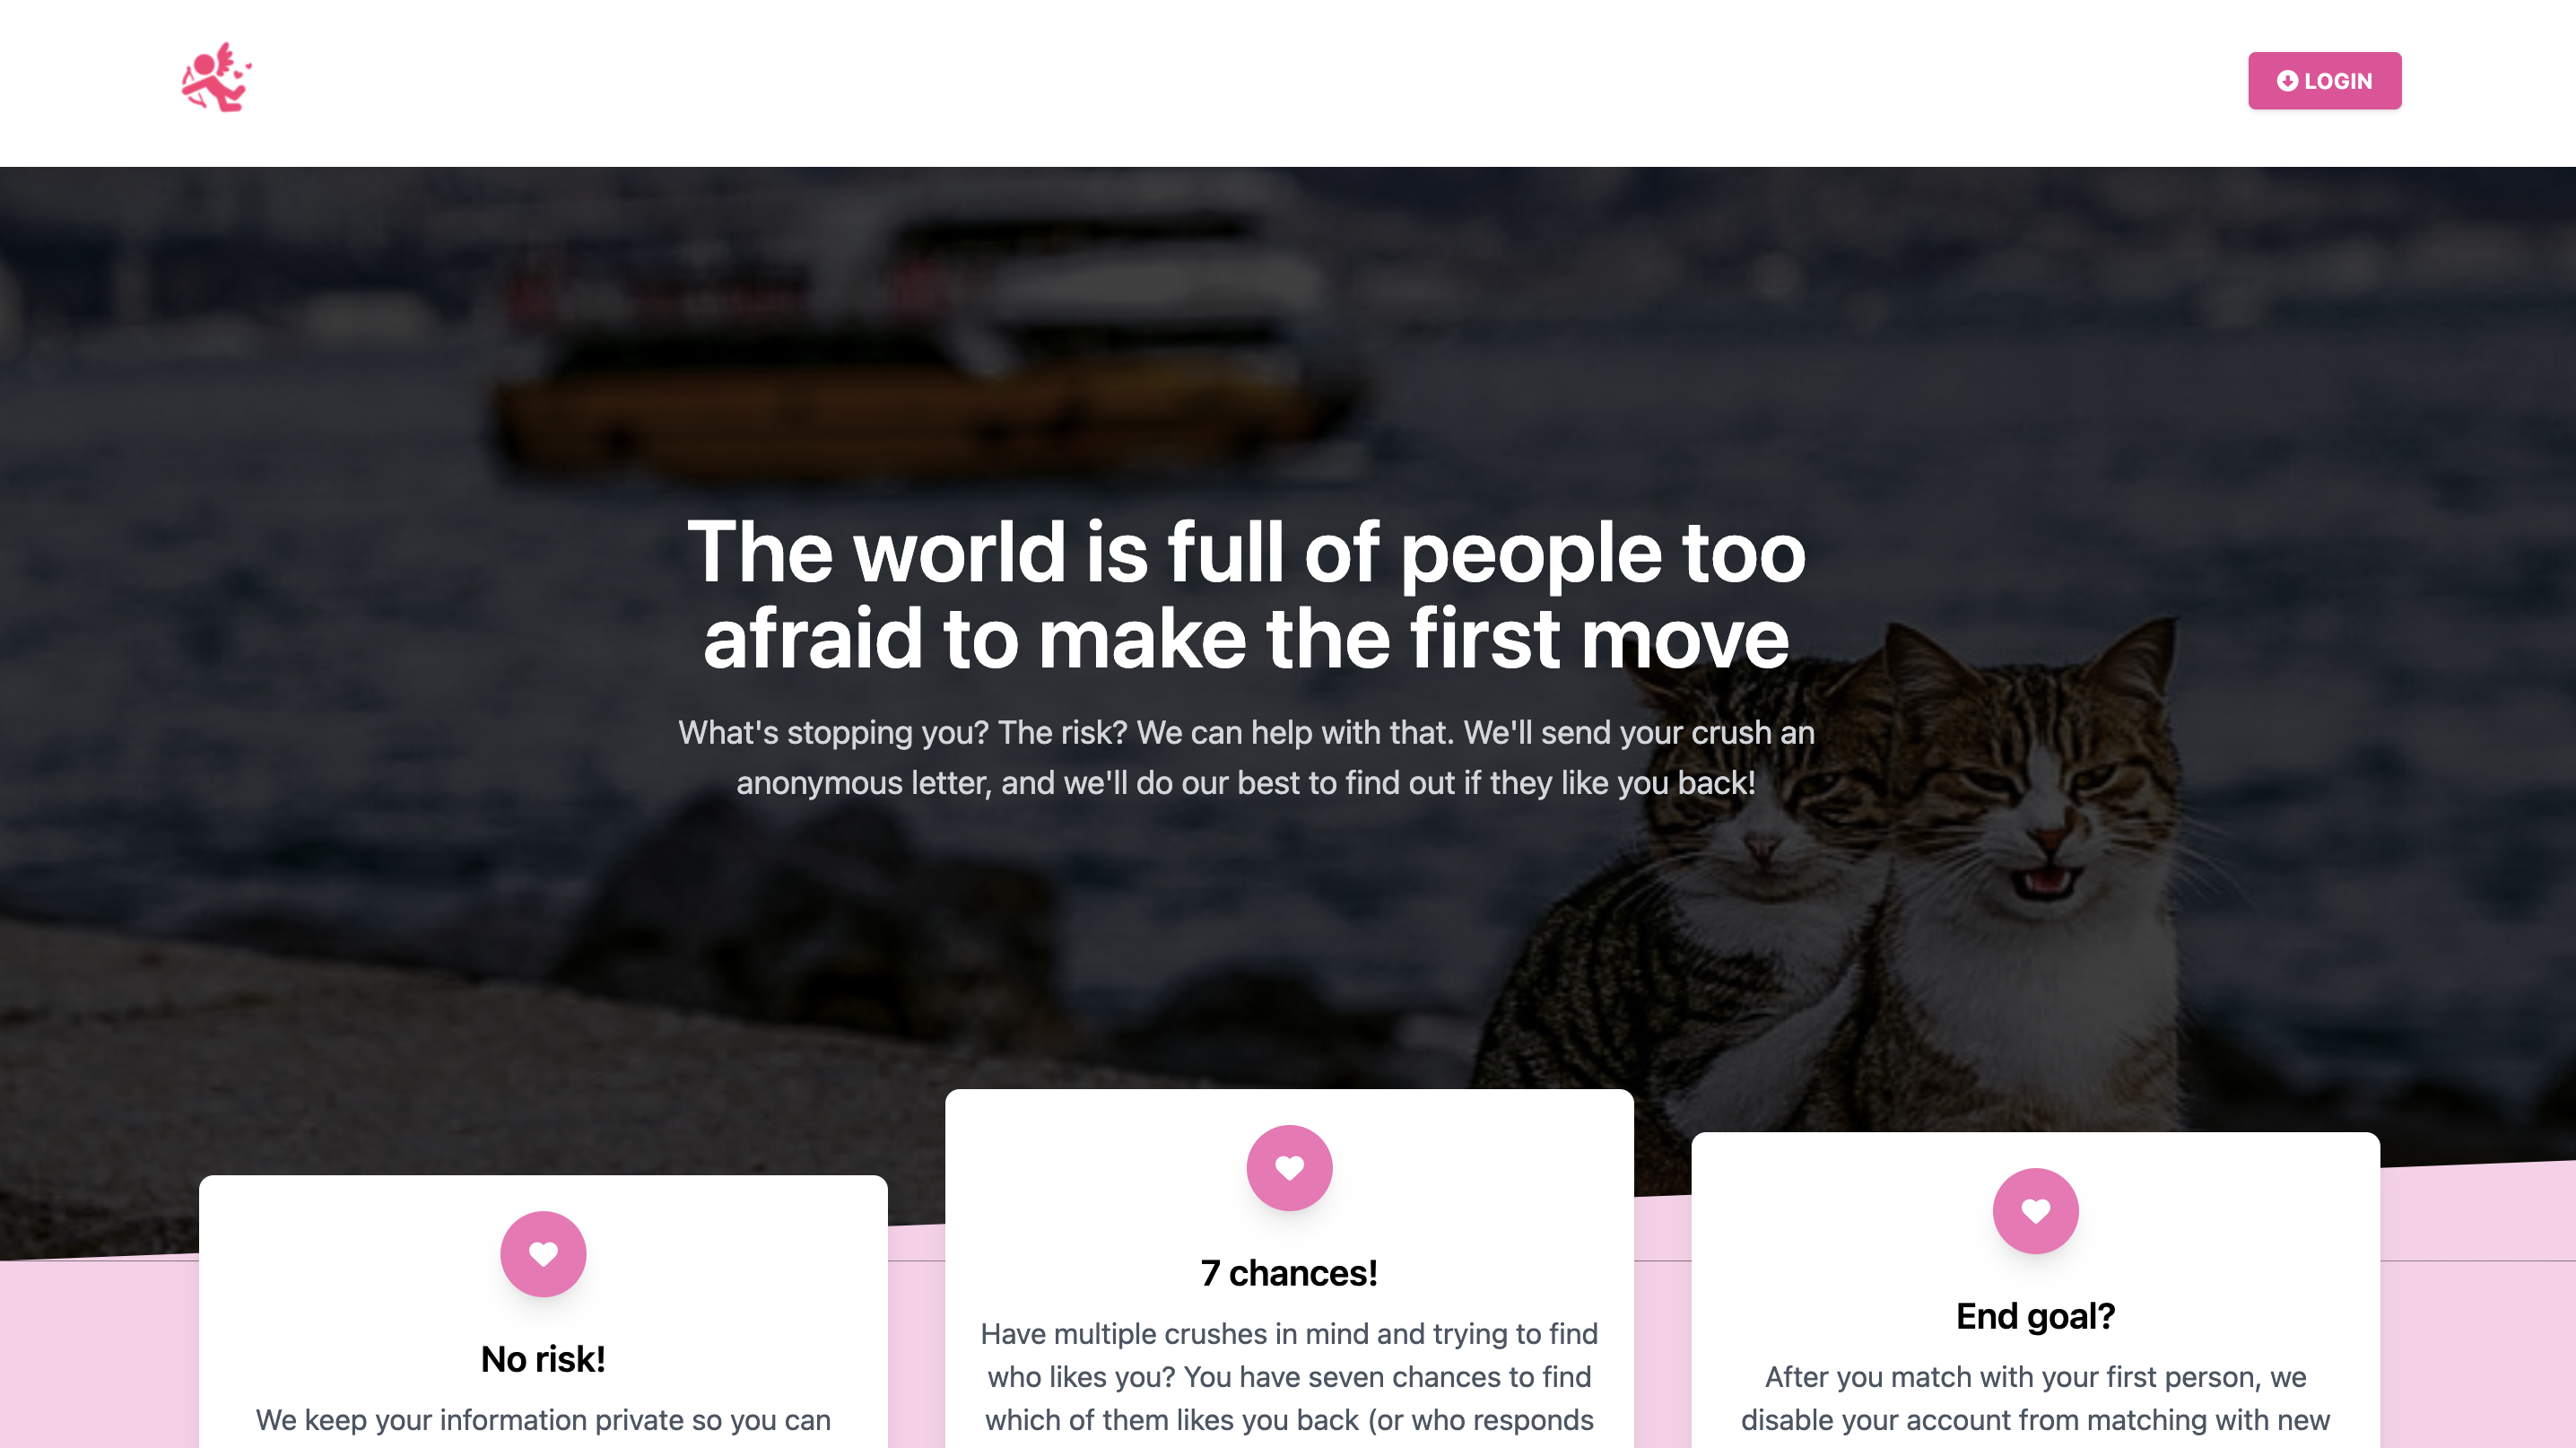 LOGIN
The world is full of people too
afraid to make the first move
What's stopping you? The risk? We can help with that. We'll send your crush an
anonymous letter, and we'll do our best to find out if they like you back!
No risk!
We keep your information private so you can
7 chances!
Have multiple crushes in mind and trying to find
who likes you? You have seven chances to find
which of them likes you back (or who responds
End goal?
After you match with your first person, we
disable your account from matching with new